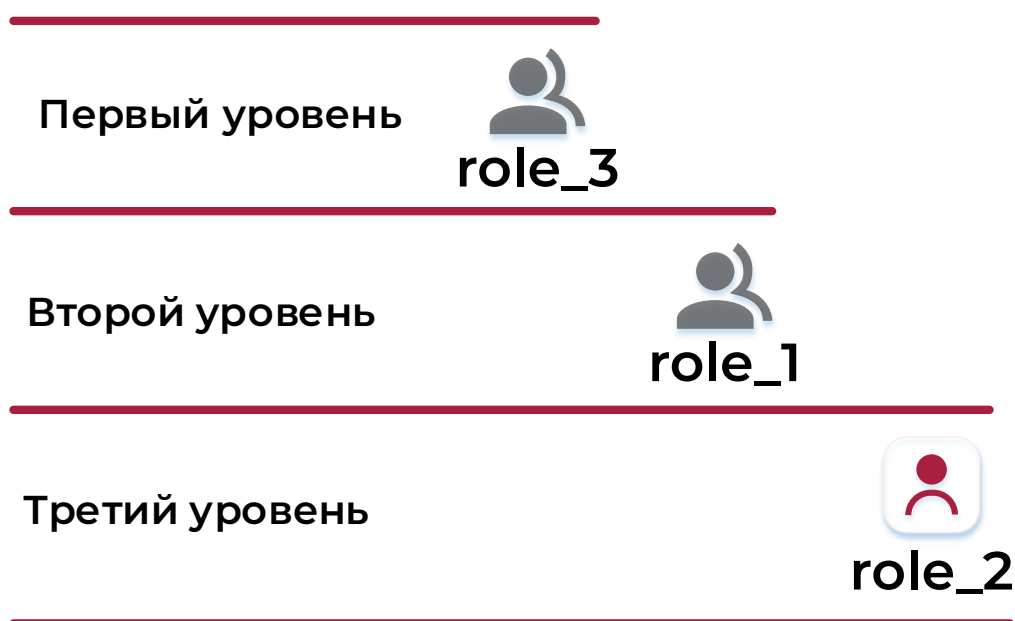 Первый уровень
role_3
Второй уровень
role_1
Третий уровень
role_2